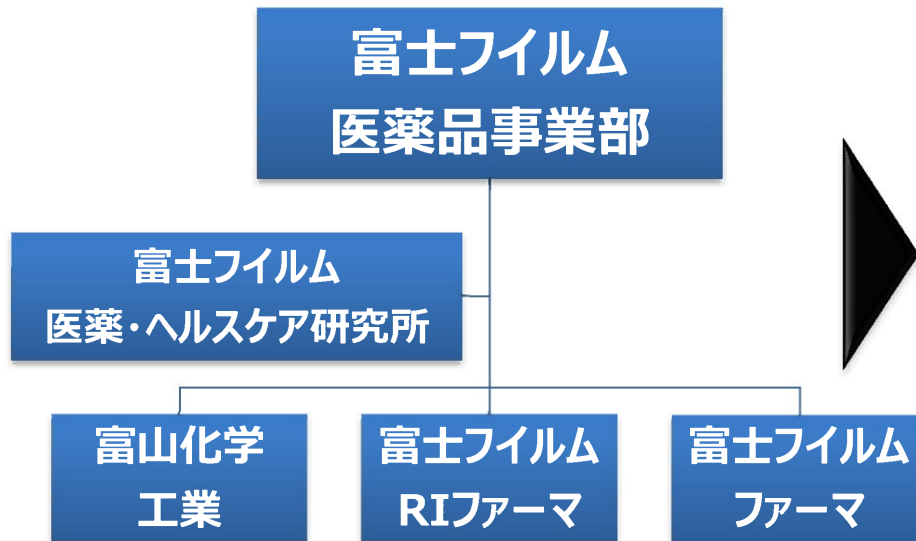 富士フイルム
医薬品事業部
富士フイルム
医薬・ヘルスケア研究所
富山化学
工業
富士フイルム
RIファーマ
富士フイルム
ファーマ